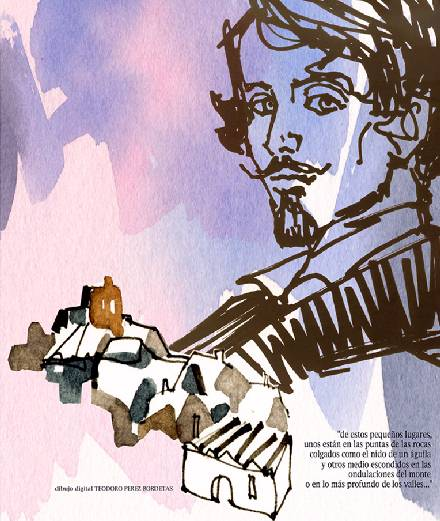 "de estos pequeños lugares,
unos están en las puntas de las rocas
colgados como el nido de un águila
y otros medio escondidos en las
ondulaciones del monte
o en lo más profundo de los valles..."
dibujo digital TEODORO PEREZ BORDETAS